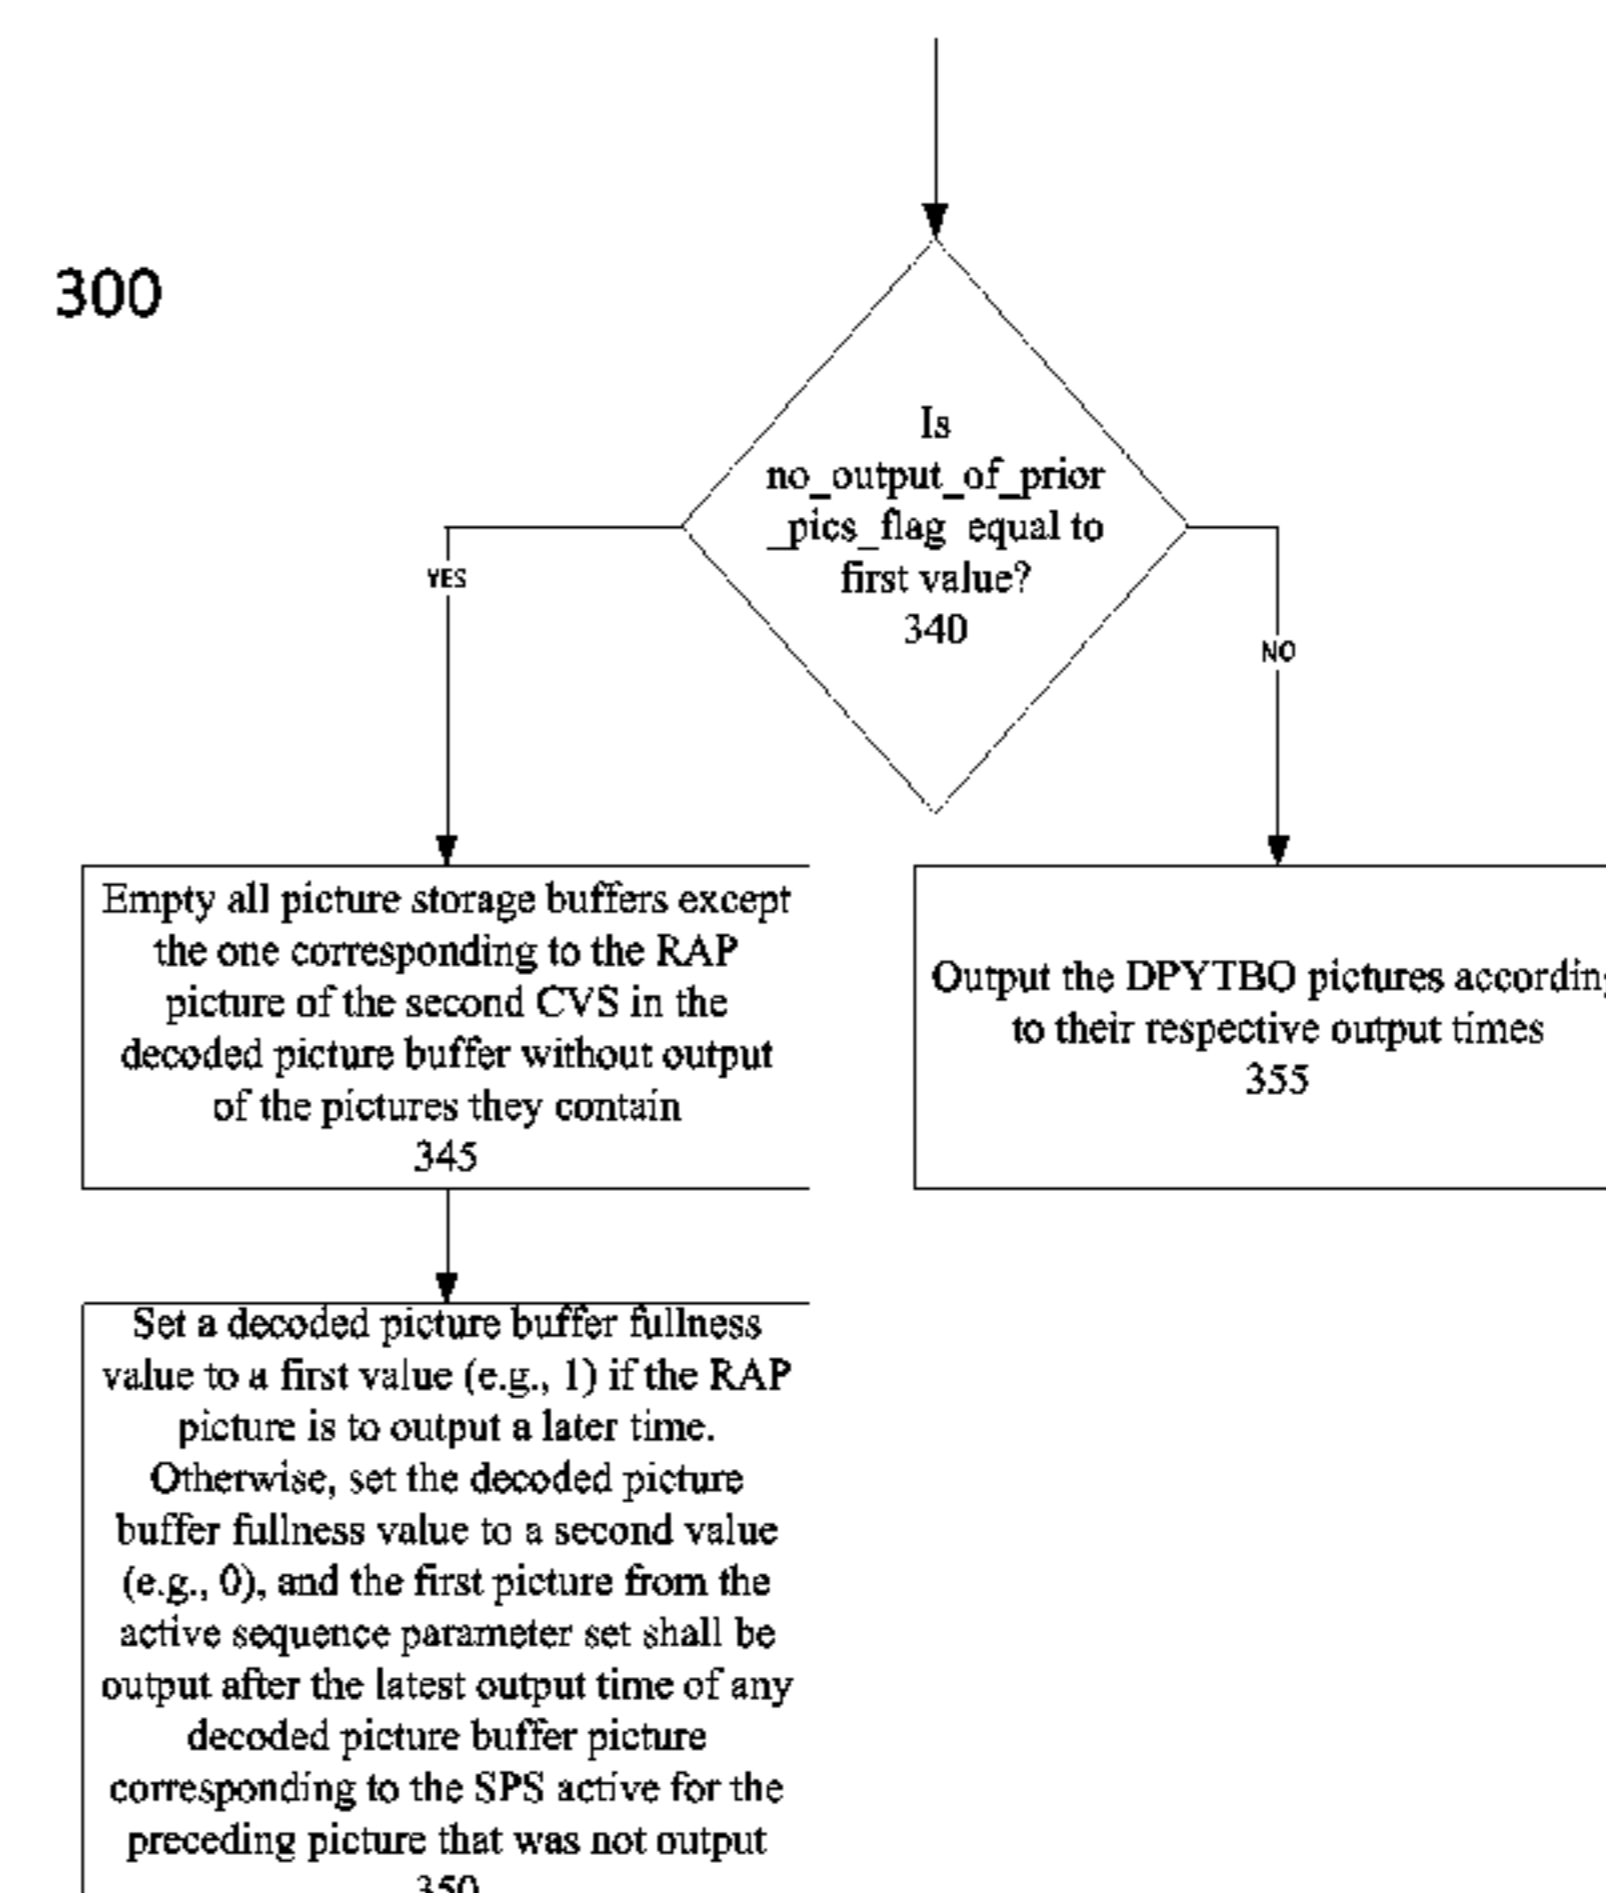 300
Is
no_output_of_prior
_pics_flag equal to
first value?
340
YES
NO
Empty all picture storage buffers except
the one corresponding to the RAP
picture of the second CVS in the
decoded picture buffer without output
of the pictures they contain
345
Output the DPYTBO pictures according
to their respective output times
355
Set a decoded picture buffer fullness
value to a first value (e.g., 1) if the RAP
picture is to output a later time.
Otherwise, set the decoded picture
buffer fullness value to a second value
(e.g., 0), and the first picture from the
active sequence parameter set shall be
output after the latest output time of any
decoded picture buffer picture
corresponding to the SPS active for the
preceding picture that was not output
350